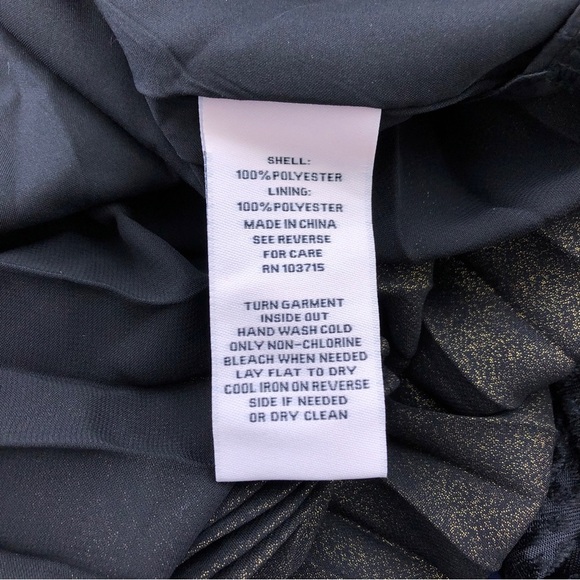 SHELL:
100% POLYESTER
LINING:
100% POLYESTER
MADE IN CHINA
SEE REVERSE
FOR CARE
RN 103715
TURN GARMENT
INSIDE OUT
HAND WASH COLD
ONLY NON-CHLORINE
BLEACH WHEN NEEDED
LAY FLAT TO DRY
COOL IRON ON REVERSE
SIDE IF NEEDED
OR DRY CLEAN